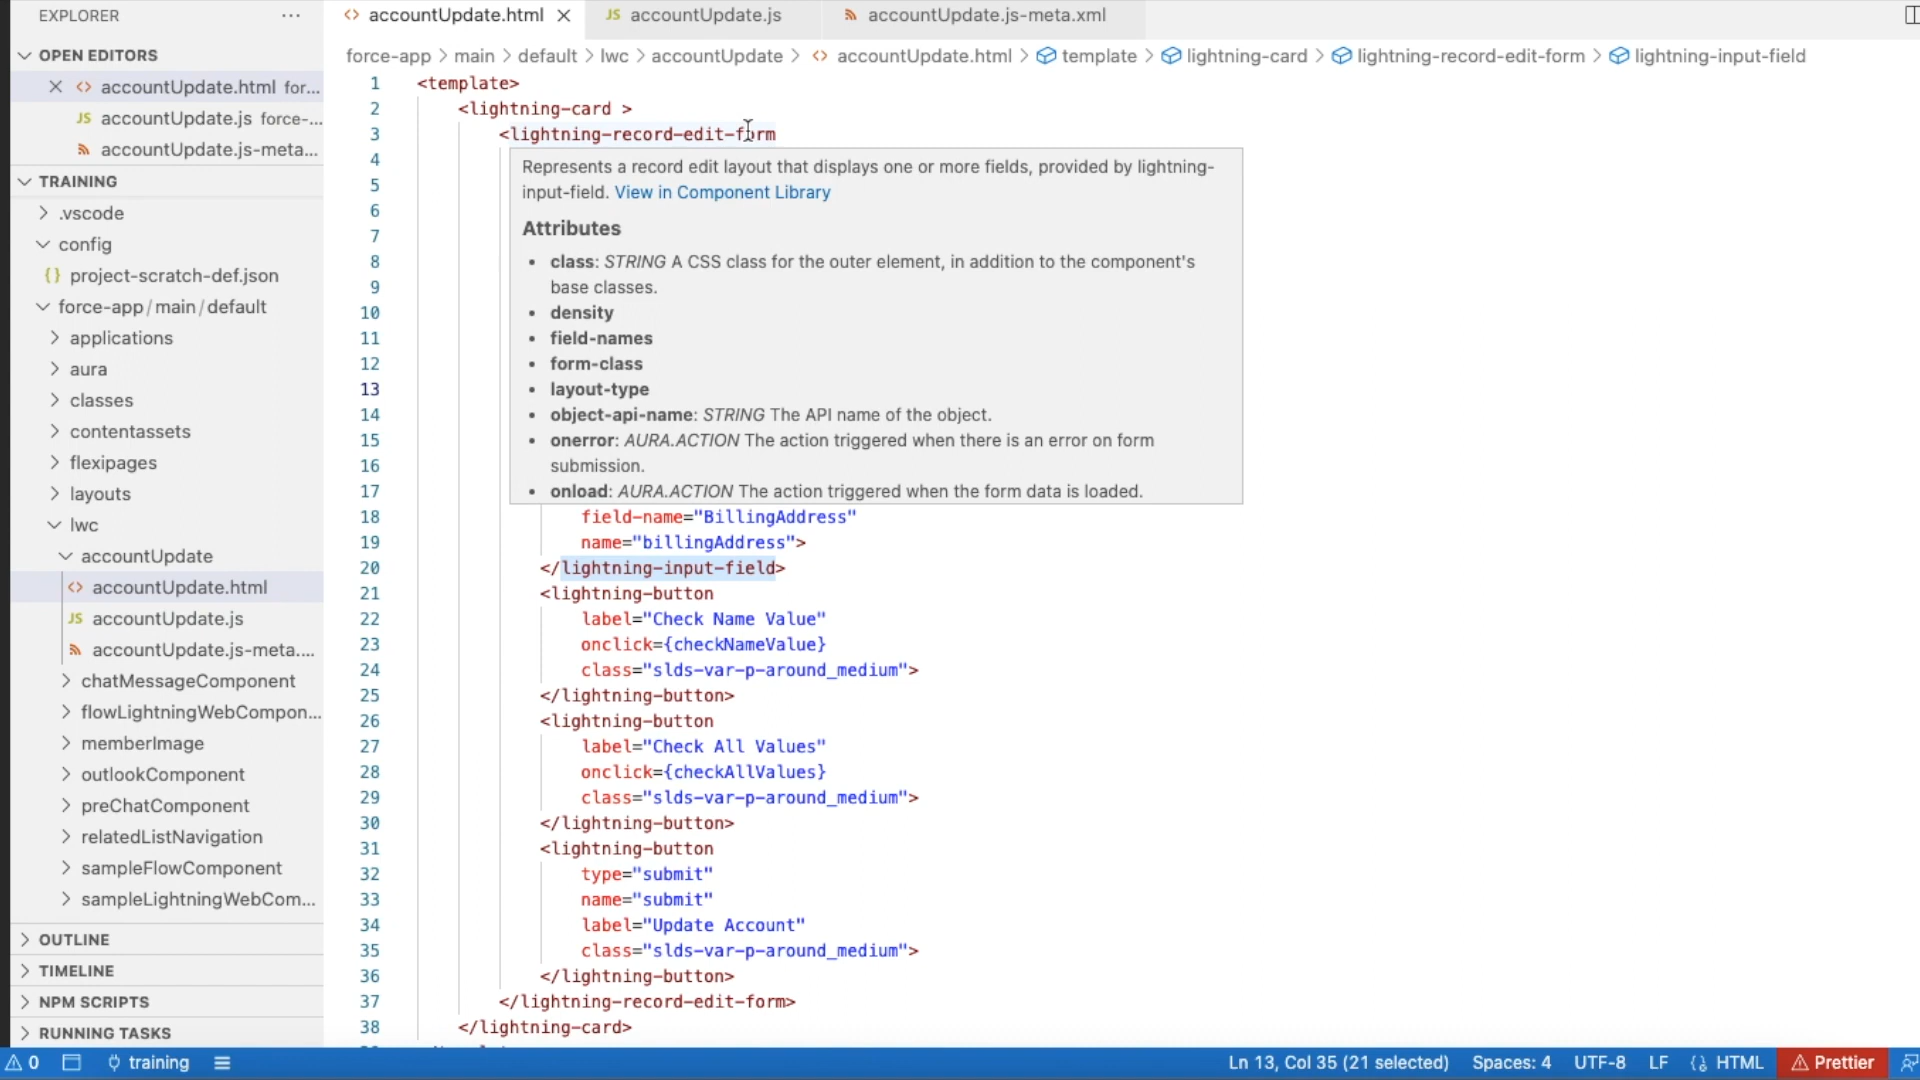 EXPLORER
···
OPEN EDITORS
accountUpdate.html for...
accountUpdate.js force-...
accountUpdate.js-meta...
TRAINING
.vscode
config
{} project-scratch-def.json
force-app/main/default
applications
aura
classes
contentassets
flexipages
layouts
lwc
accountUpdate
accountUpdate.html
JS accountUpdate.js
accountUpdate.js-meta....
chatMessageComponent
flowLightningWebCompon...
memberImage
outlookComponent
preChatComponent
relatedListNavigation
sampleFlowComponent
sampleLightningWebCom...
OUTLINE
TIMELINE
NPM SCRIPTS
RUNNING TASKS
accountUpdate.html
JS accountUpdate.js
accountUpdate.js-meta.xml
force-app > main > default > lwc > accountUpdate > accountUpdate.html > template > lightning-card > lightning-record-edit-form > lightning-input-field
1 <template>
2 <lightning-card >
3 <lightning-record-edit-form
4
5
6
7
8
9
10
11
12
13
14
15
16
17
Represents a record edit layout that displays one or more fields, provided by lightning-
input-field. View in Component Library
Attributes
• class: STRING A CSS class for the outer element, in addition to the component's
base classes.
• density
• field-names
• form-class
• layout-type
• object-api-name: STRING The API name of the object.
• onerror: AURA.ACTION The action triggered when there is an error on form
submission.
• onload: AURA.ACTION The action triggered when the form data is loaded.
18 field-name="BillingAddress"
19 name="billingAddress">
20 </lightning-input-field>
21 <lightning-button
22 label="Check Name Value"
23 onclick={checkNameValue}
24 class="slds-var-p-around_medium">
25 </lightning-button>
26 <lightning-button
27 label="Check All Values"
28 onclick={checkAllValues}
29 class="slds-var-p-around_medium">
30 </lightning-button>
31 <lightning-button
32 type="submit"
33 name="submit"
34 label="Update Account"
35 class="slds-var-p-around_medium">
36 </lightning-button>
37 </lightning-record-edit-form>
38 </lightning-card>
0 training
Ln 13, Col 35 (21 selected) Spaces: 4 UTF-8 LF HTML Prettier